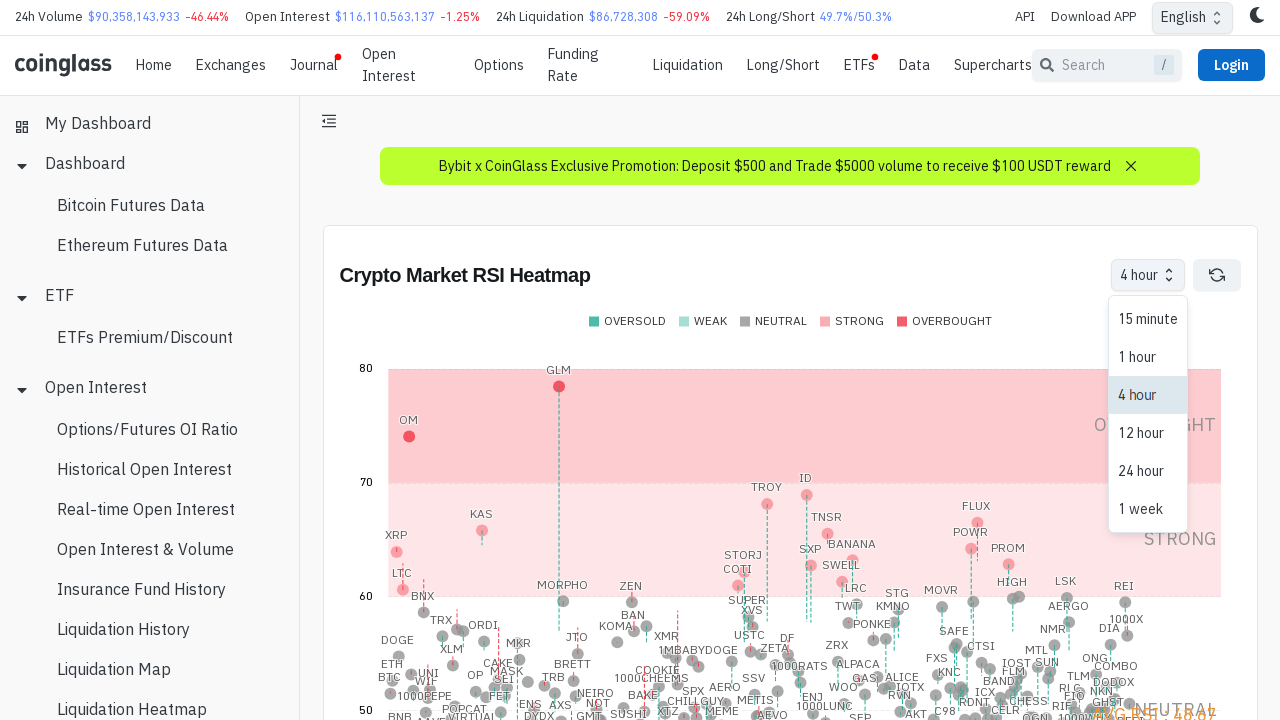 24h Volume $90,358,143,933 -46.44% Open Interest $116,110,563,137 -1.25% 24h Liquidation $86,728,308 -59.09% 24h Long/Short 49.7%/50.3% API Download APP English
coinglass Home Exchanges Journal Open Interest Options Funding Rate Liquidation Long/Short ETFs Data Supercharts Search / Login
My Dashboard
Dashboard
Bitcoin Futures Data
Ethereum Futures Data
ETF
ETFs Premium/Discount
Open Interest
Options/Futures OI Ratio
Historical Open Interest
Real-time Open Interest
Open Interest & Volume
Insurance Fund History
Liquidation History
Liquidation Map
Liquidation Heatmap
Bybit x CoinGlass Exclusive Promotion: Deposit $500 and Trade $5000 volume to receive $100 USDT reward
Crypto Market RSI Heatmap
4 hour
15 minute
1 hour
4 hour
12 hour
24 hour
1 week
OVERSOLD WEAK NEUTRAL STRONG OVERBOUGHT
80
GLM
OM
70
ID
TROY
KAS
FLUX
TNSR
POWR
XRP
BANANA
PROM
SXP
STORJ
STRONG
LTC
COTI
SWELL
MORPHO
ZEN
LRC
HIGH
LSK
REI
MOVR
STG
60
BNX
SUPER
TWT
KMNO
AERGO
XVS
TRX
ORDI
BAN
KOMA
PONKE
1000X
DIA
NMR
USTC
SAFE
DOGE
MKR
JTO
XMR
DF
ZRX
CTSI
XLM
1MBABYDOGE
ZETA
MTL
ETH
CAKE
BRETT
1000RATS
ALPACA
FXS
IOST
SUN
ONG
COMBO
BTC
UNI
WIF
OP
MASK
SEI
TRB
COOKIE
1000CHEEMS
SSV
GAS
ALICE
KNC
FLM
BAND
TLM
DODOX
1000PEPE
FET
NEIRO
BAKE
SPX
AERO
WOO
IOTX
ICX
NKN
POPCAT
ENS
AXS
NOT
CHILLGUY
METIS
ENJ
1000LUNC
RVN
RDNT
GHST
50
DYDX
GMT
SUSHI
XTZ
MEME
AEVO
AKT
C98
CELR
NEUTRAL